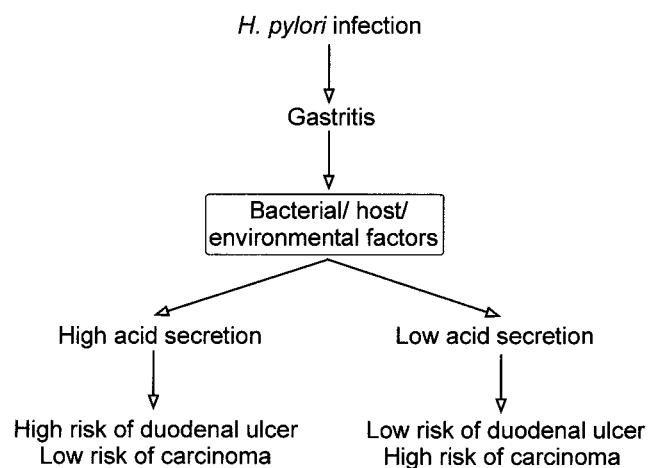 H. pylori infection
Gastritis
Bacterial/ host/
environmental factors
High acid secretion
Low acid secretion
High risk of duodenal ulcer
Low risk of carcinoma
Low risk of duodenal ulcer
High risk of carcinoma